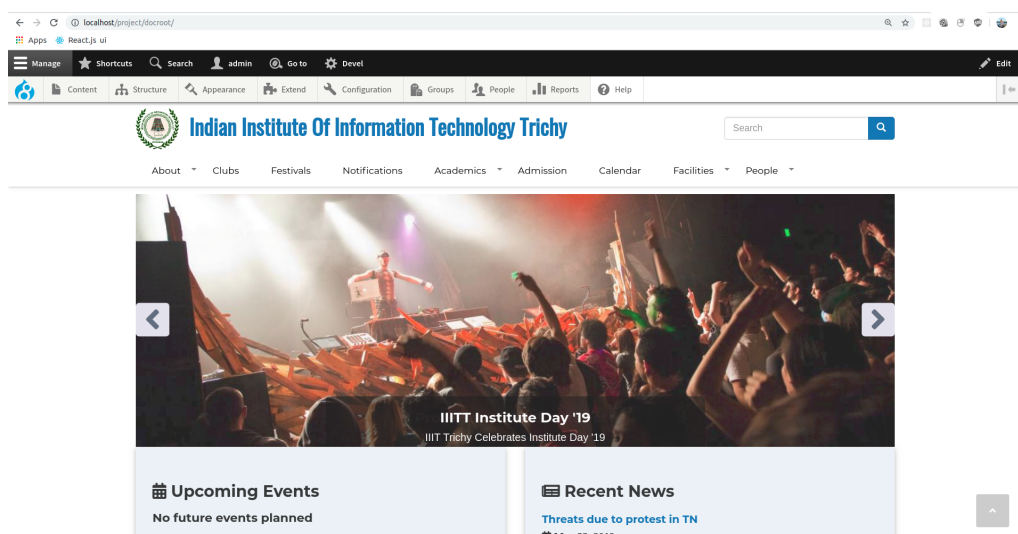 localhost/project/docroot/
Apps React.js ui
Manage Shortcuts Search admin Go to Devel Edit
Content Structure Appearance Extend Configuration Groups People Reports Help
Indian Institute Of Information Technology Trichy
Search
About Clubs Festivals Notifications Academics Admission Calendar Facilities People
IIITT Institute Day '19
IIIT Trichy Celebrates Institute Day '19
Upcoming Events
No future events planned
Recent News
Threats due to protest in TN